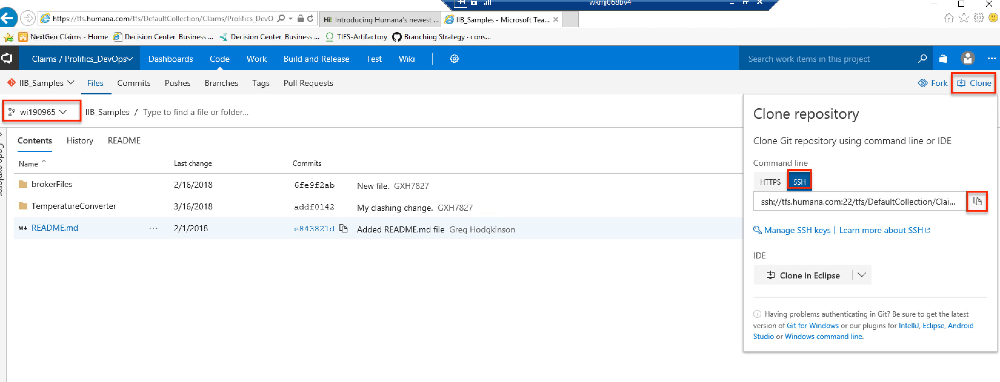 wkmj068bv4
https://tfs.humana.com/tfs/DefaultCollection/Claims/Prolifics_DevO
Hi! Introducing Humana's newest ...
IIB_Samples - Microsoft Tea...
NextGen Claims - Home
Decision Center Business ...
Decision Center Business ...
TIES-Artifactory
Branching Strategy · cons...
Claims / Prolifics_DevOps
Dashboards
Code
Work
Build and Release
Test
Wiki
Search work items in this project
IIB_Samples
Files
Commits
Pushes
Branches
Tags
Pull Requests
Fork
Clone
wi190965
IIB_Samples / Type to find a file or folder...
Code explorer
Contents
History
README
Name ↑
Last change
Commits
brokerFiles 2/16/2018 6fe9f2ab New file. GXH7827
TemperatureConverter 3/16/2018 addf0142 My clashing change. GXH7827
M↓ README.md ... 2/1/2018 e843821d Added README.md file Greg Hodgkinson
Clone repository
Clone Git repository using command line or IDE
Command line
HTTPS
SSH
ssh://tfs.humana.com:22/tfs/DefaultCollection/Clai...
Manage SSH keys | Learn more about SSH
IDE
Clone in Eclipse
Having problems authenticating in Git? Be sure to get the latest
version of Git for Windows or our plugins for IntelliJ, Eclipse, Android
Studio or Windows command line.